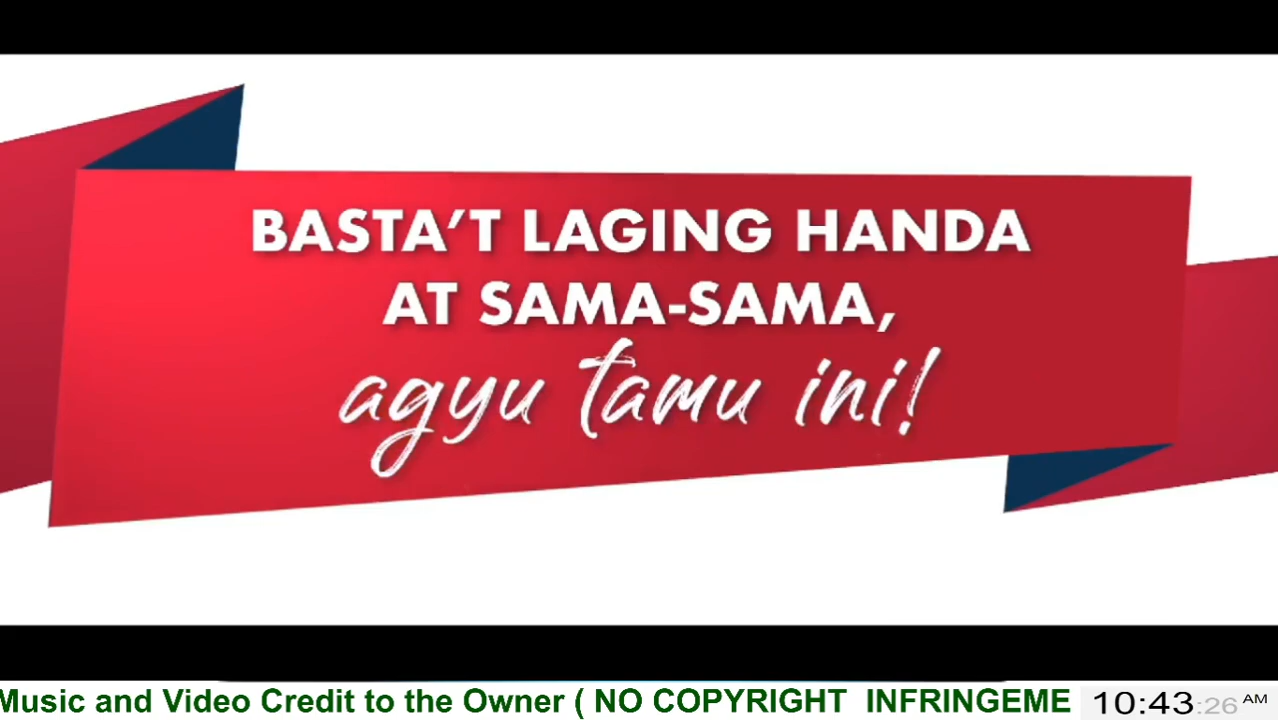 BASTA’T LAGING HANDA
AT SAMA-SAMA,
agyu tamu ini!
Music and Video Credit to the Owner ( NO COPYRIGHT INFRINGEME
10:43:26 AM